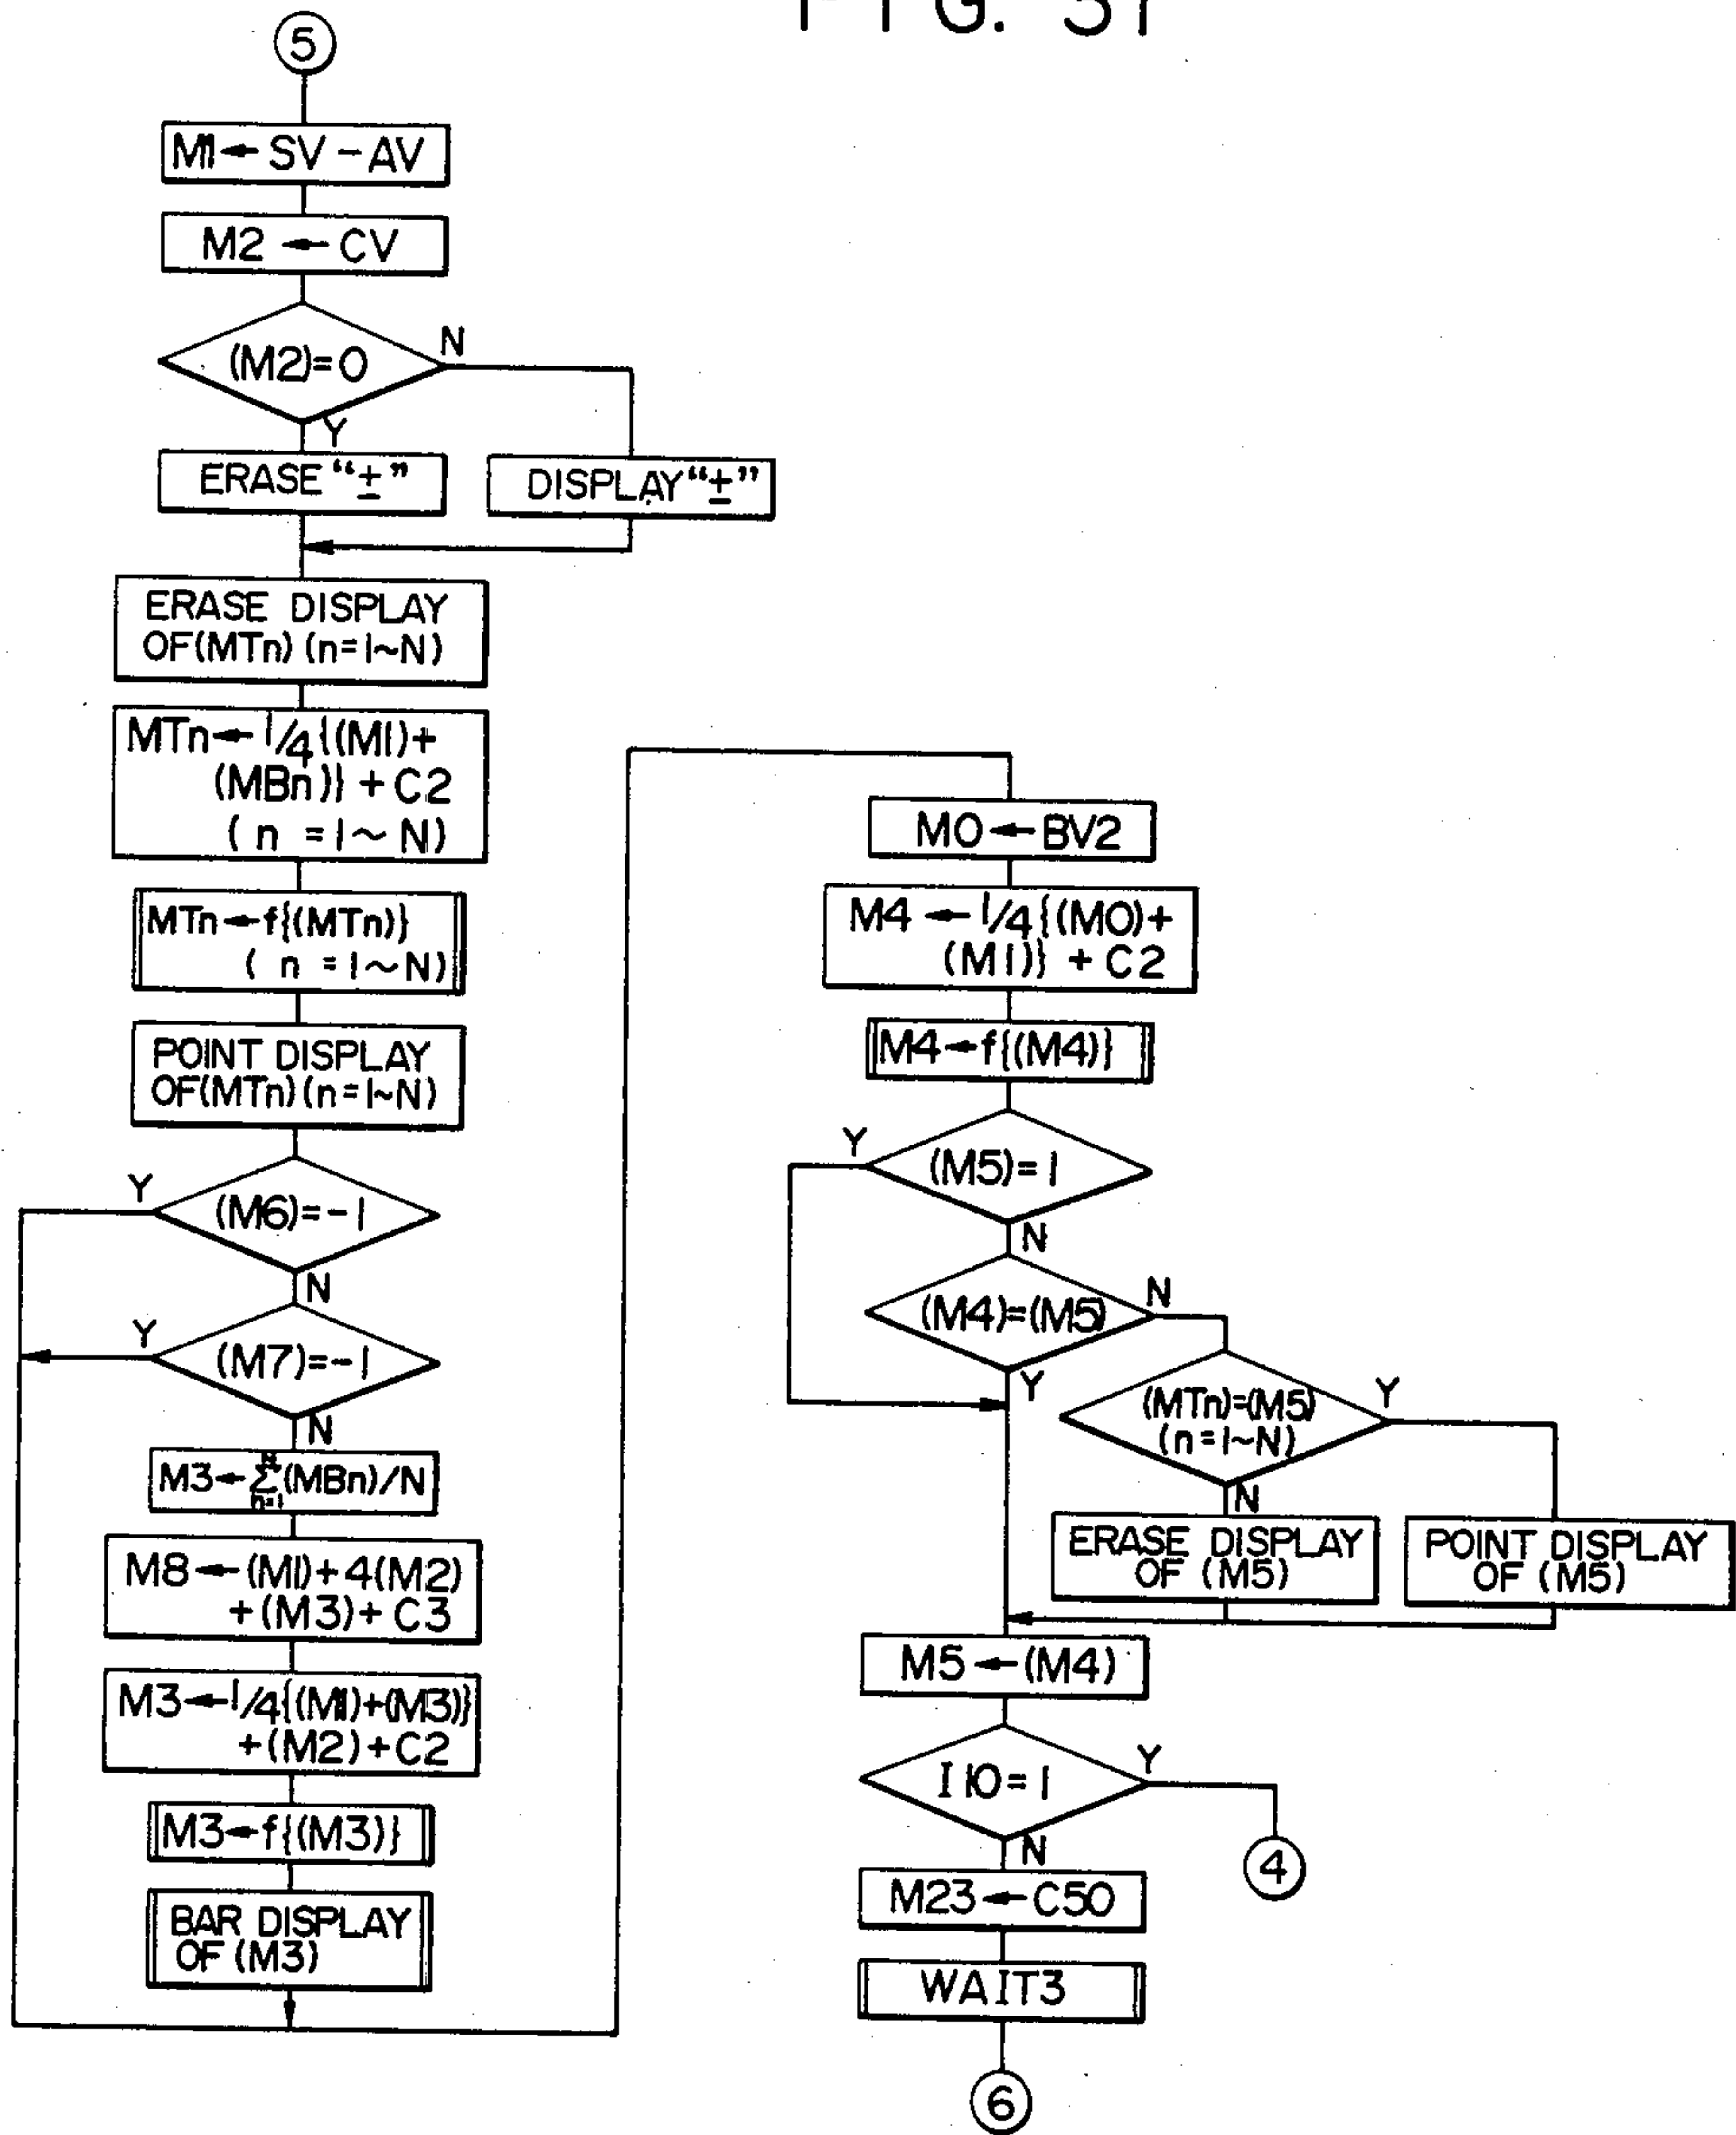 FIG. 31
5
M1←SV-AV
M2←CV
(M2)=0
N
Y
ERASE “±”
DISPLAY “±”
ERASE DISPLAY
OF(MTn) (n=1~N)
MTn←1/4{(M1)+
(MBn)}+C2
( n =1~ N)
MTn←f{(MTn)}
( n =1~N)
POINT DISPLAY
OF(MTn)(n=1~N)
Y
(M6)=-1
N
Y
(M7)=-1
N
M3←Σ(MBn)/N
N
n=1
M8←(M1)+4(M2)
+(M3)+C3
M3←1/4{(M1)+(M3)}
+(M2)+C2
M3←f{(M3)}
BAR DISPLAY
OF (M3)
M0←BV2
M4←1/4{(M0)+
(M1)}+C2
M4←f{(M4)}
Y
(M5)=1
N
(M4)=(M5)
N
Y
(MTn)=(M5)
(n=1~N)
Y
N
ERASE DISPLAY
OF (M5)
POINT DISPLAY
OF (M5)
M5←(M4)
I10=1
Y
N
4
M23←C50
WAIT3
6